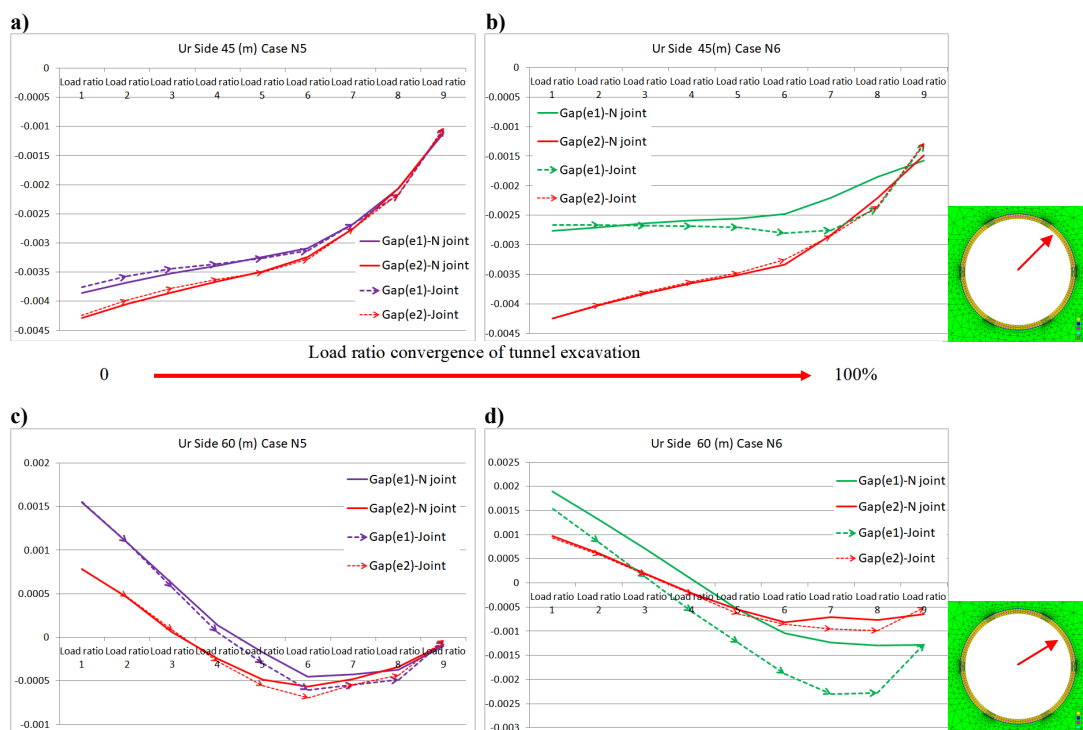 a)
Ur Side 45 (m) Case N5
0
Load ratio Load ratio Load ratio Load ratio Load ratio Load ratio Load ratio Load ratio Load ratio
1 2 3 4 5 6 7 8 9
-0.0005
-0.001
-0.0015
-0.002
-0.0025
-0.003
-0.0035
-0.004
-0.0045
Gap(e1)-N joint
Gap(e2)-N joint
Gap(e1)-Joint
Gap(e2)-Joint
b)
Ur Side 45(m) Case N6
0
Load ratio Load ratio Load ratio Load ratio Load ratio Load ratio Load ratio Load ratio Load ratio
1 2 3 4 5 6 7 8 9
-0.0005
-0.001
-0.0015
-0.002
-0.0025
-0.003
-0.0035
-0.004
-0.0045
Gap(e1)-N joint
Gap(e2)-N joint
Gap(e1)-Joint
Gap(e2)-Joint
Load ratio convergence of tunnel excavation
0 100%
c)
Ur Side 60 (m) Case N5
0.002
0.0015
0.001
0.0005
0
Load ratio Load ratio Load ratio Load ratio Load ratio Load ratio Load ratio Load ratio Load ratio
1 2 3 4 5 6 7 8 9
-0.0005
-0.001
Gap(e1)-N joint
Gap(e2)-N joint
Gap(e1)-Joint
Gap(e2)-Joint
d)
Ur Side 60 (m) Case N6
0.0025
0.002
0.0015
0.001
0.0005
0
Load ratio Load ratio Load ratio Load ratio Load ratio Load ratio Load ratio Load ratio Load ratio
1 2 3 4 5 6 7 8 9
-0.0005
-0.001
-0.0015
-0.002
-0.0025
-0.003
Gap(e1)-N joint
Gap(e2)-N joint
Gap(e1)-Joint
Gap(e2)-Joint